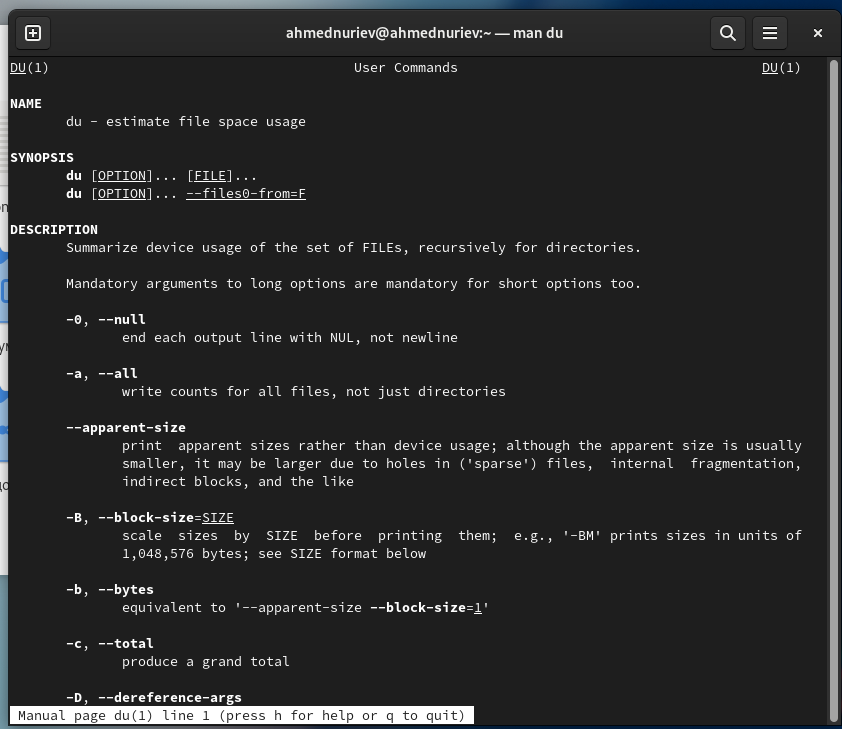 ahmednuriev@ahmednuriev:~ — man du
DU(1) User Commands DU(1)
NAME
du - estimate file space usage
SYNOPSIS
du [OPTION]... [FILE]...
du [OPTION]... --files0-from=F
DESCRIPTION
Summarize device usage of the set of FILEs, recursively for directories.
Mandatory arguments to long options are mandatory for short options too.
-0, --null
end each output line with NUL, not newline
-a, --all
write counts for all files, not just directories
--apparent-size
print apparent sizes rather than device usage; although the apparent size is usually
smaller, it may be larger due to holes in ('sparse') files, internal fragmentation,
indirect blocks, and the like
-B, --block-size=SIZE
scale sizes by SIZE before printing them; e.g., '-BM' prints sizes in units of
1,048,576 bytes; see SIZE format below
-b, --bytes
equivalent to '--apparent-size --block-size=1'
-c, --total
produce a grand total
-D, --dereference-args
Manual page du(1) line 1 (press h for help or q to quit)